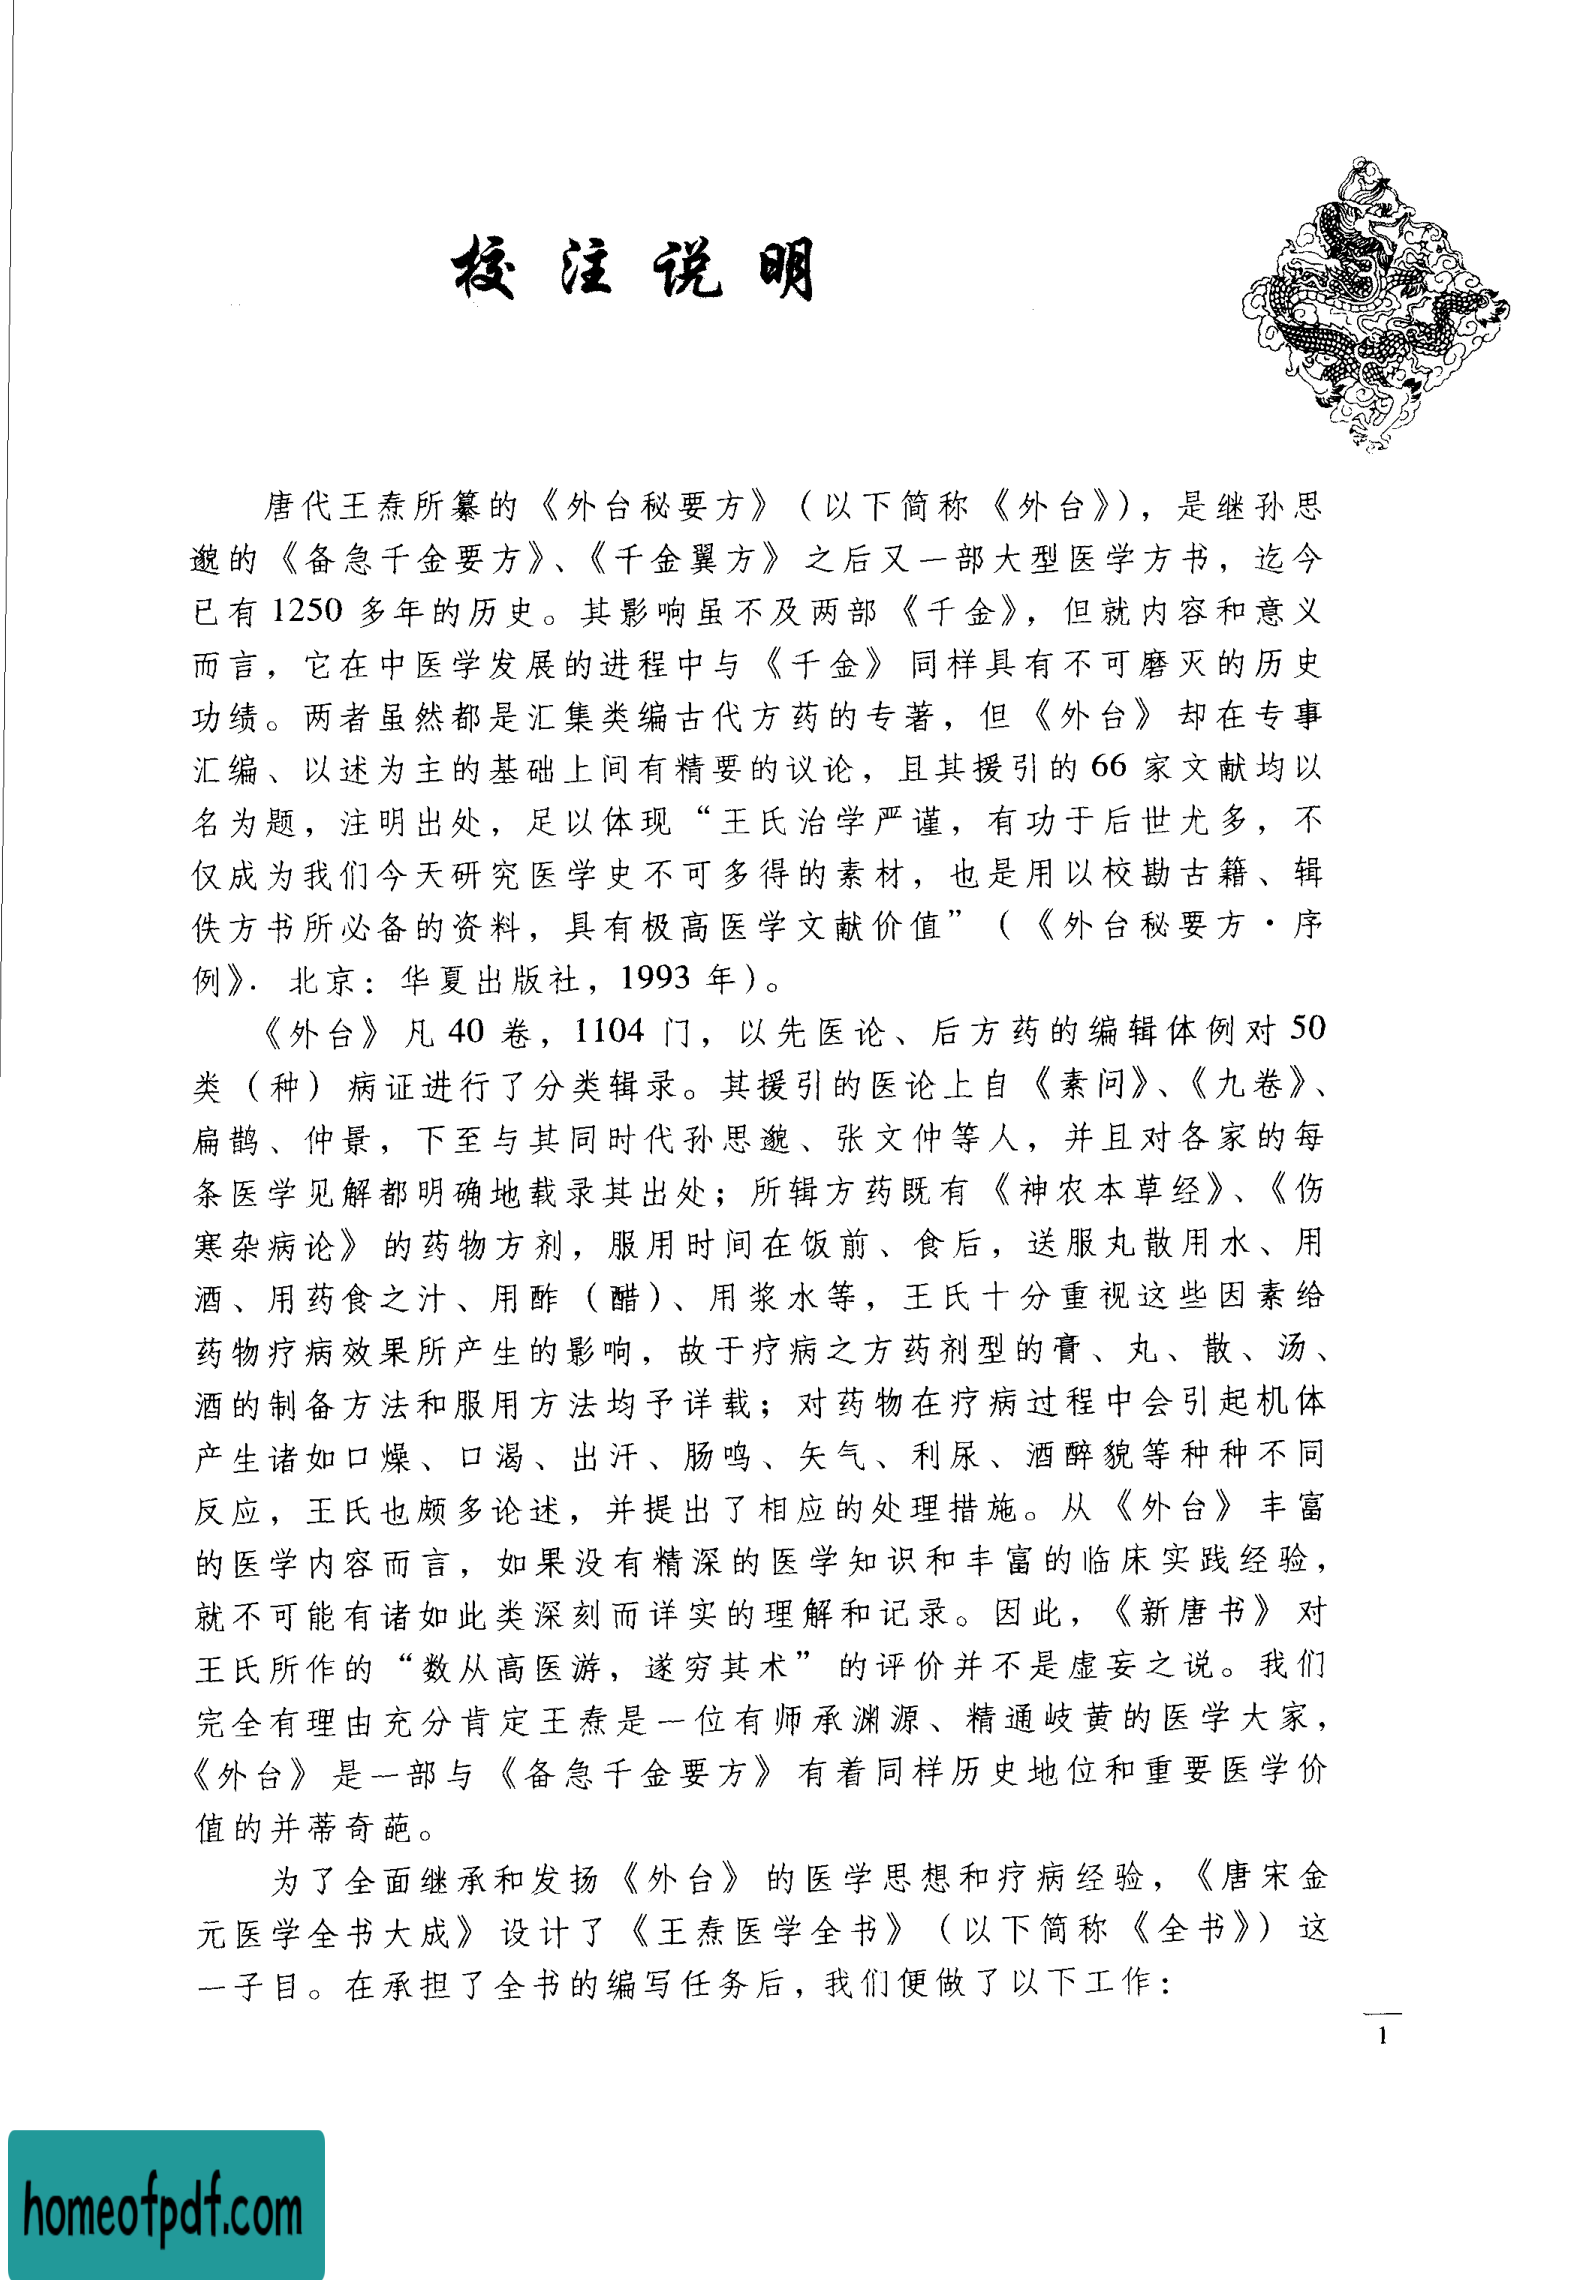 校注说明
唐代王焘所纂的《外台秘要方》（以下简称《外台》），是继孙思
邈的《备急千金要方》、《千金翼方》之后又一部大型医学方书，迄今
已有1250多年的历史。其影响虽不及两部《千金》，但就内容和意义
而言，它在中医学发展的进程中与《千金》同样具有不可磨灭的历史
功绩。两者虽然都是汇集类编古代方药的专著，但《外台》却在专事
汇编、以述为主的基础上间有精要的议论，且其援引的66家文献均以
名为题，注明出处，足以体现“王氏治学严谨，有功于后世尤多，不
仅成为我们今天研究医学史不可多得的素材，也是用以校勘古籍、辑
佚方书所必备的资料，具有极高医学文献价值”（《外台秘要方·序
例》．北京：华夏出版社，1993年）。
《外台》凡40卷，1104门，以先医论、后方药的编辑体例对50
类（种）病证进行了分类辑录。其援引的医论上自《素问》、《九卷》、
扁鹊、仲景，下至与其同时代孙思邈、张文仲等人，并且对各家的每
条医学见解都明确地载录其出处；所辑方药既有《神农本草经》、《伤
寒杂病论》的药物方剂，服用时间在饭前、食后，送服丸散用水、用
酒、用药食之汁、用酢（醋）、用浆水等，王氏十分重视这些因素给
药物疗病效果所产生的影响，故于疗病之方药剂型的膏、丸、散、汤、
酒的制备方法和服用方法均予详载；对药物在疗病过程中会引起机体
产生诸如口燥、口渴、出汗、肠鸣、矢气、利尿、酒醉貌等种种不同
反应，王氏也颇多论述，并提出了相应的处理措施。从《外台》丰富
的医学内容而言，如果没有精深的医学知识和丰富的临床实践经验，
就不可能有诸如此类深刻而详实的理解和记录。因此，《新唐书》对
王氏所作的“数从高医游，遂穷其术”的评价并不是虚妄之说。我们
完全有理由充分肯定王焘是一位有师承渊源、精通岐黄的医学大家，
《外台》是一部与《备急千金要方》有着同样历史地位和重要医学价
值的并蒂奇葩。
为了全面继承和发扬《外台》的医学思想和疗病经验，《唐宋金
元医学全书大成》设计了《王焘医学全书》（以下简称《全书》）这
一子目。在承担了全书的编写任务后，我们便做了以下工作：
1
homeofpdf.com